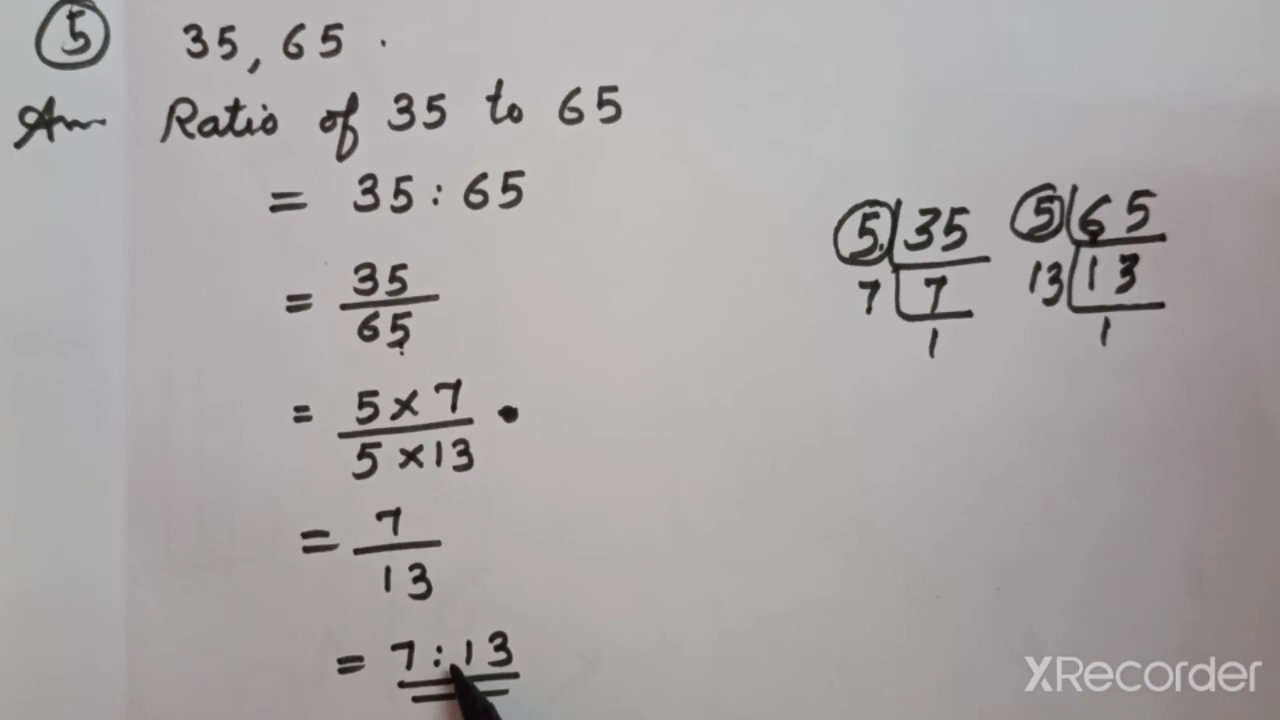 ⑤ 35, 65 .
Ans Ratio of 35 to 65
= 35 : 65
= 35/65
= 5 × 7 / 5 × 13
= 7/13
= 7 : 13
5 | 35
7 | 7
1
5 | 65
13 | 13
1
XRecorder